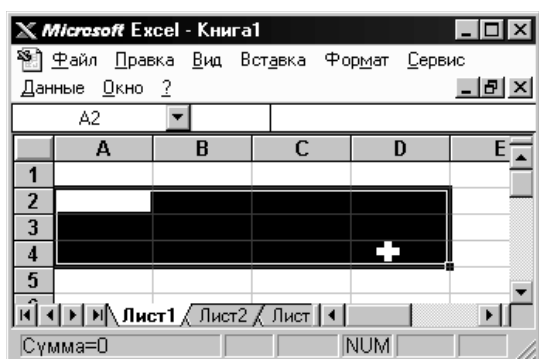 Microsoft Excel - Книга1
Файл Правка Вид Вставка Формат Сервис
Данные Окно ?
A2
A B C D E
1
2
3
4
5
Лист1 Лист2 Лист
Сумма=0 NUM